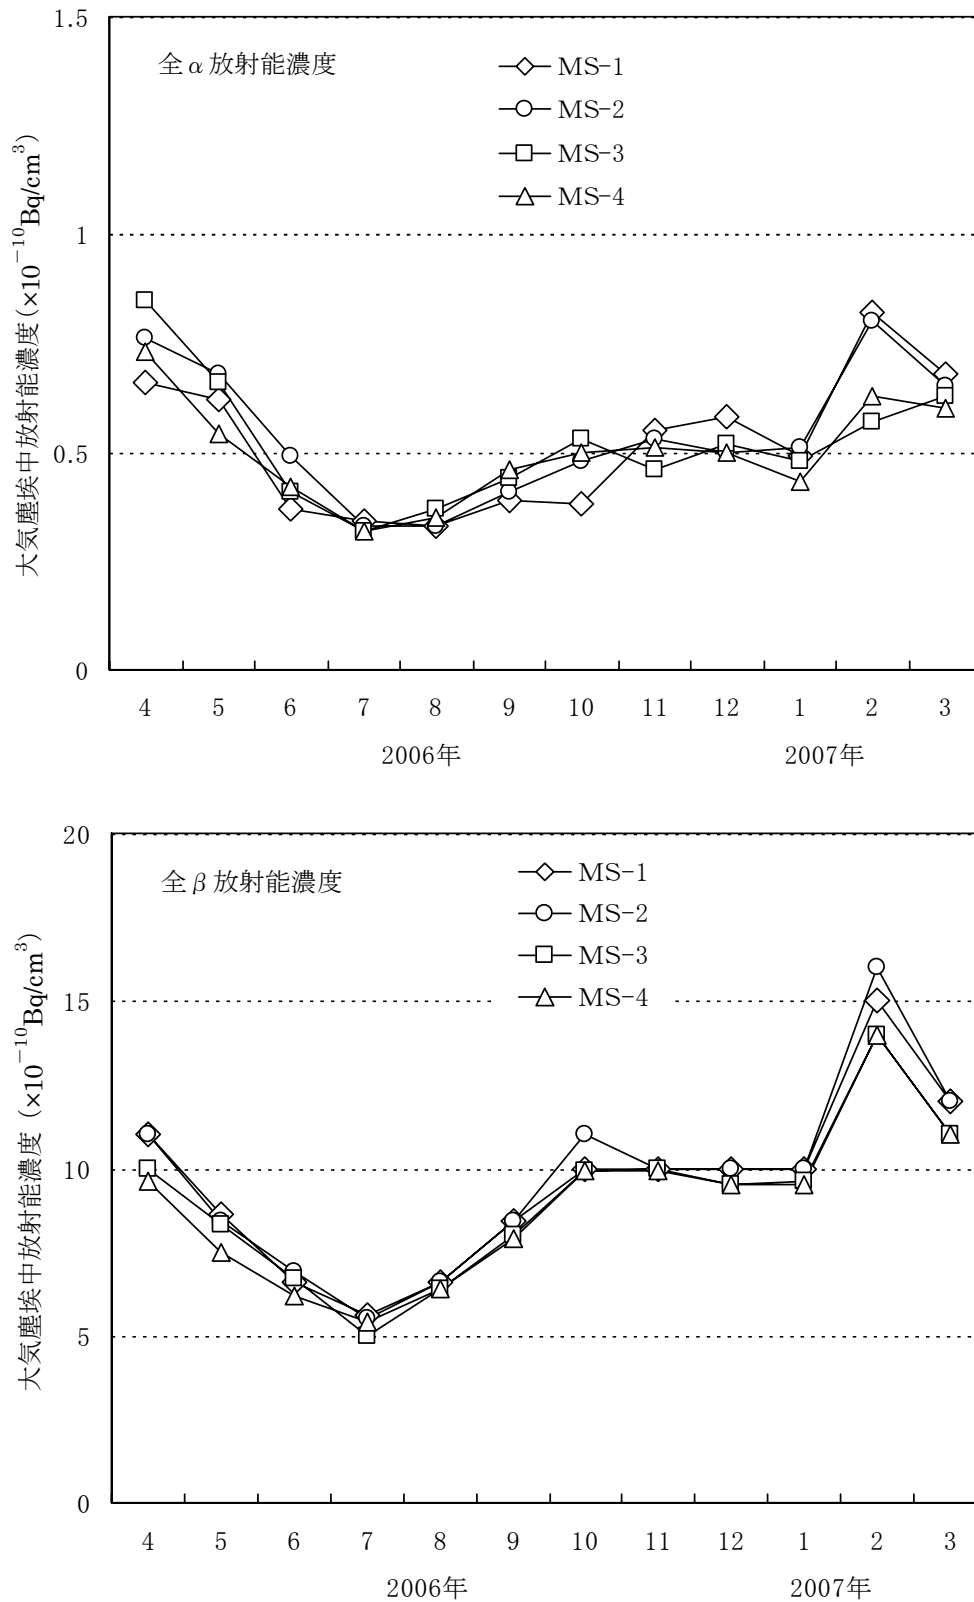 1.5
全α放射能濃度
MS-1
MS-2
MS-3
MS-4
大気塵埃中放射能濃度(×10⁻¹⁰Bq/cm³)
1
0.5
0
4 5 6 7 8 9 10 11 12 1 2 3
2006年 2007年
20
全β放射能濃度
MS-1
MS-2
MS-3
MS-4
大気塵埃中放射能濃度 (×10⁻¹⁰Bq/cm³)
15
10
5
0
4 5 6 7 8 9 10 11 12 1 2 3
2006年 2007年